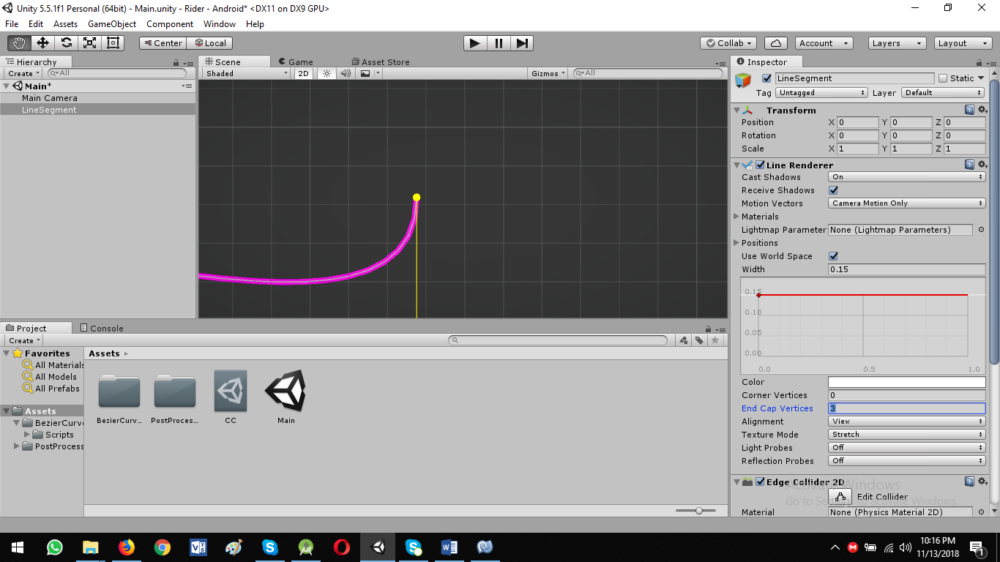 Unity 5.5.1f1 Personal (64bit) - Main.unity - Rider - Android* <DX11 on DX9 GPU>
File Edit Assets GameObject Component Window Help
Center Local Collab Account Layers Layout
Hierarchy
Create All
Main*
Main Camera
LineSegment
Scene Game Asset Store
Shaded 2D Gizmos All
Inspector
LineSegment Static
Tag Untagged Layer Default
Transform
Position X 0 Y 0 Z 0
Rotation X 0 Y 0 Z 0
Scale X 1 Y 1 Z 1
Line Renderer
Cast Shadows On
Receive Shadows
Motion Vectors Camera Motion Only
Materials
Lightmap Parameter None (Lightmap Parameters)
Positions
Use World Space
Width 0.15
0.15
0.10
0.05
0.00
0.0 0.5 1.0
Color
Corner Vertices 0
End Cap Vertices 3
Alignment View
Texture Mode Stretch
Light Probes Off
Reflection Probes Off
Edge Collider 2D
Edit Collider
Material None (Physics Material 2D)
Activate Windows
Go to Settings to activate Windows.
Project Console
Create
Favorites
All Materials
All Models
All Prefabs
Assets
BezierCurve
Scripts
PostProcess
Assets
BezierCurv... PostProces... CC Main
10:16 PM
11/13/2018
1